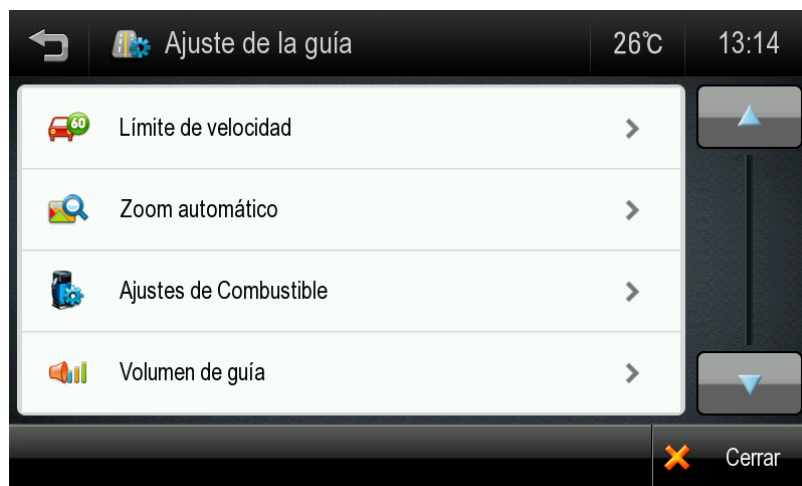 Ajuste de la guía 26℃ 13:14
60 Límite de velocidad
Zoom automático
Ajustes de Combustible
Volumen de guía
Cerrar